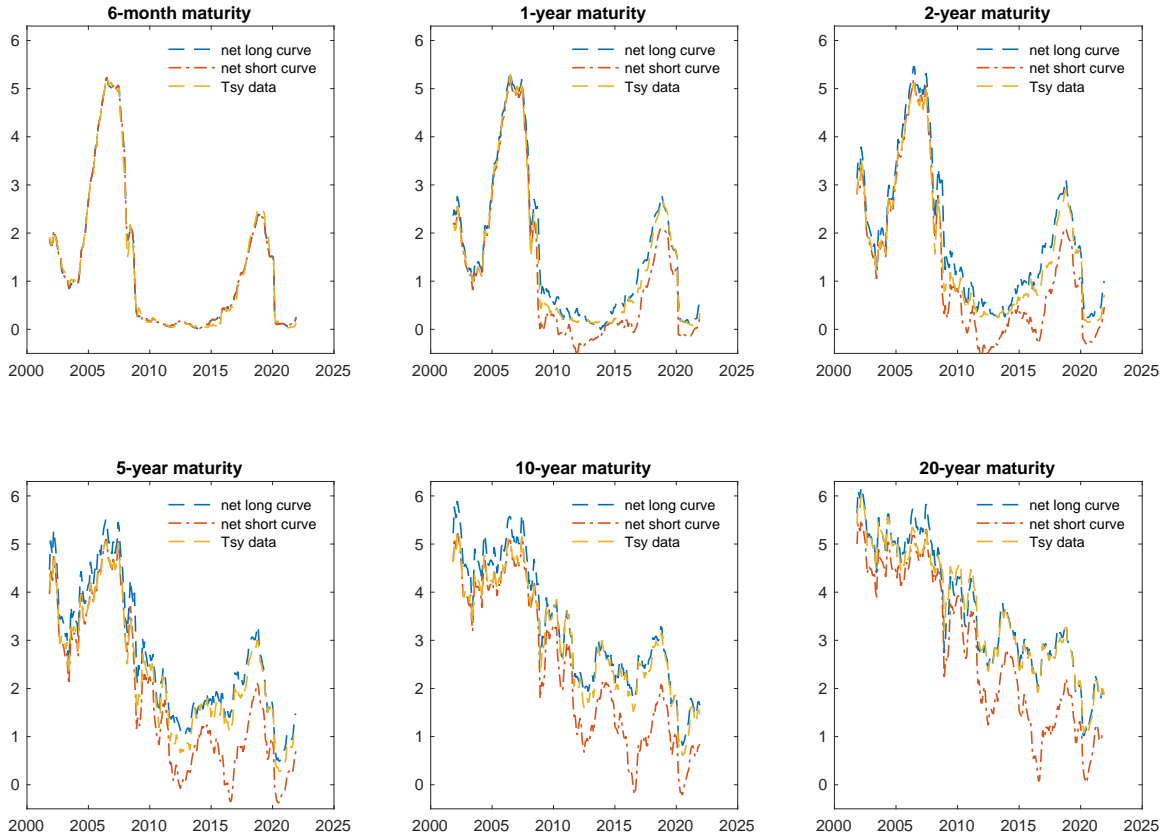 6-month maturity
6
5
4
3
2
1
0
2000 2005 2010 2015 2020 2025
net long curve
net short curve
Tsy data
1-year maturity
6
5
4
3
2
1
0
2000 2005 2010 2015 2020 2025
net long curve
net short curve
Tsy data
2-year maturity
6
5
4
3
2
1
0
2000 2005 2010 2015 2020 2025
net long curve
net short curve
Tsy data
5-year maturity
6
5
4
3
2
1
0
2000 2005 2010 2015 2020 2025
net long curve
net short curve
Tsy data
10-year maturity
6
5
4
3
2
1
0
2000 2005 2010 2015 2020 2025
net long curve
net short curve
Tsy data
20-year maturity
6
5
4
3
2
1
0
2000 2005 2010 2015 2020 2025
net long curve
net short curve
Tsy data